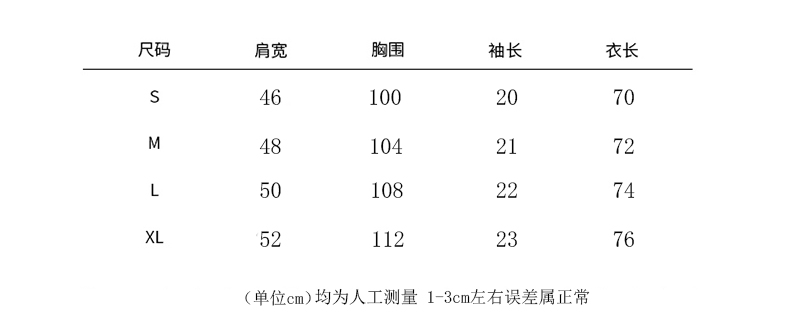 尺码 肩宽 胸围 袖长 衣长
S 46 100 20 70
M 48 104 21 72
L 50 108 22 74
XL 52 112 23 76
(单位cm)均为人工测量 1-3cm左右误差属正常